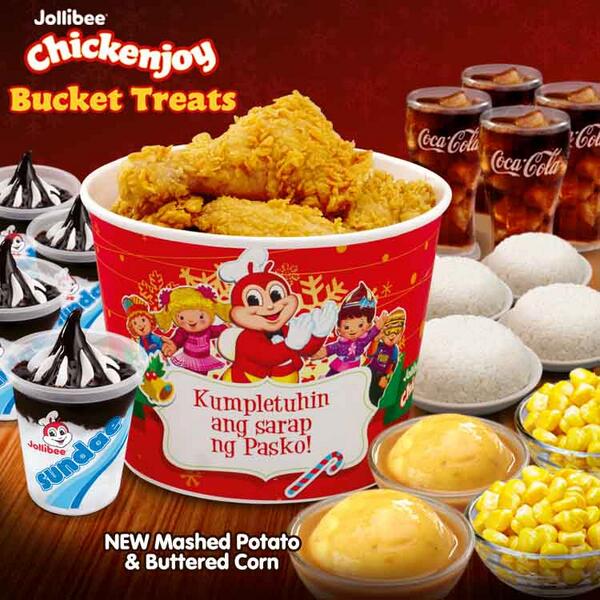 Jollibee
Chickenjoy
Bucket Treats
Coca-Cola
Coca-Cola
Kumpletuhin
ang sarap
ng Pasko!
Jollibee
sundae
NEW Mashed Potato
& Buttered Corn